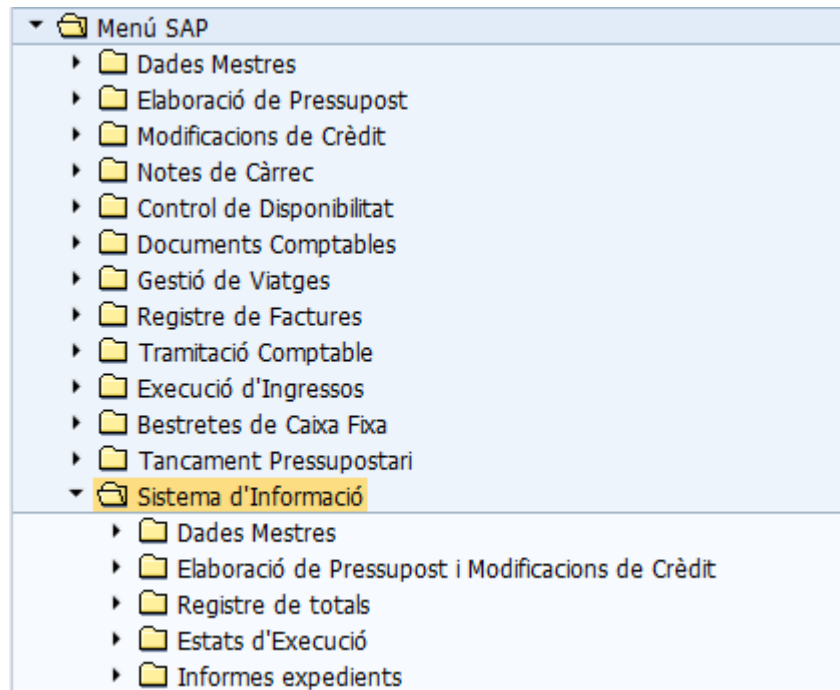 Menú SAP
Dades Mestres
Elaboració de Pressupost
Modificacions de Crèdit
Notes de Càrrec
Control de Disponibilitat
Documents Comptables
Gestió de Viatges
Registre de Factures
Tramitació Comptable
Execució d'Ingressos
Bestretes de Caixa Fixa
Tancament Pressupostari
Sistema d'Informació
Dades Mestres
Elaboració de Pressupost i Modificacions de Crèdit
Registre de totals
Estats d'Execució
Informes expedients